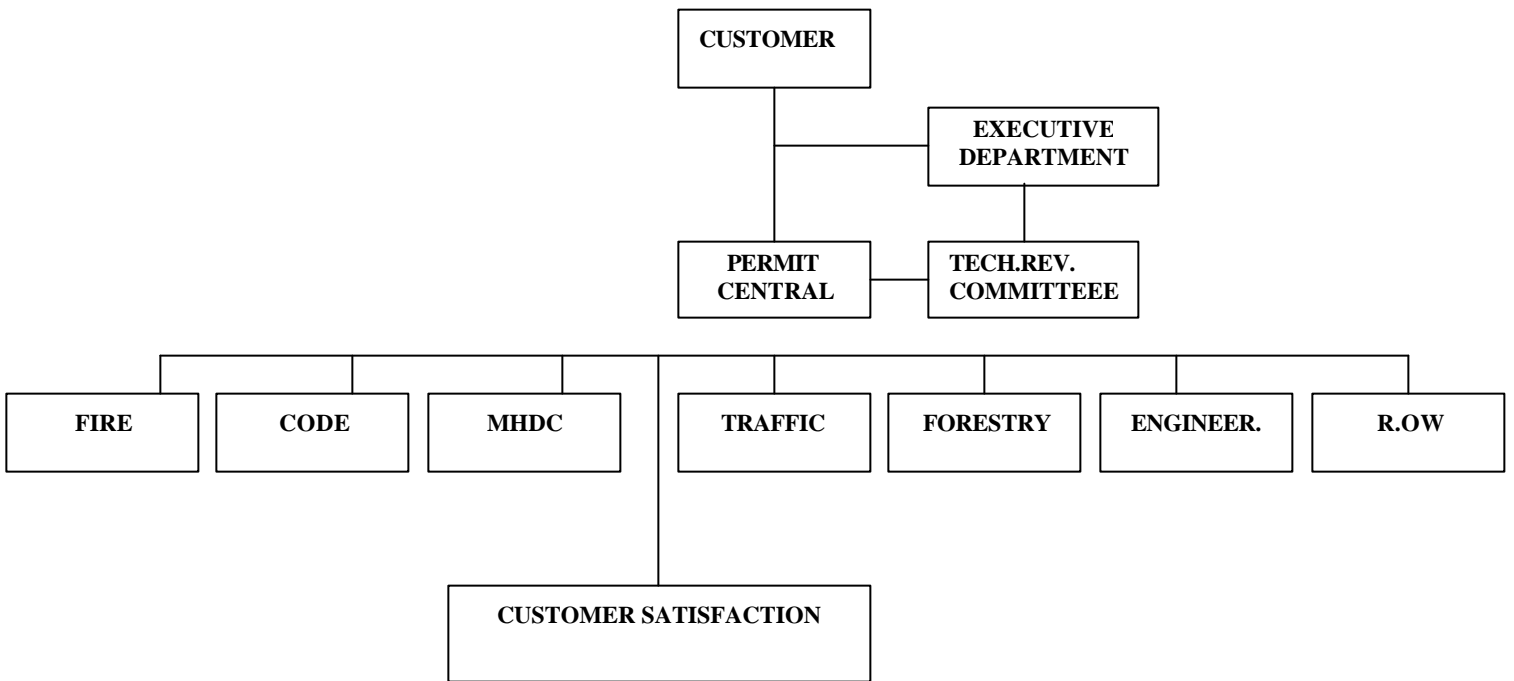 CUSTOMER
EXECUTIVE
DEPARTMENT
PERMIT
CENTRAL
TECH.REV.
COMMITTEEE
FIRE
CODE
MHDC
TRAFFIC
FORESTRY
ENGINEER.
R.OW
CUSTOMER SATISFACTION